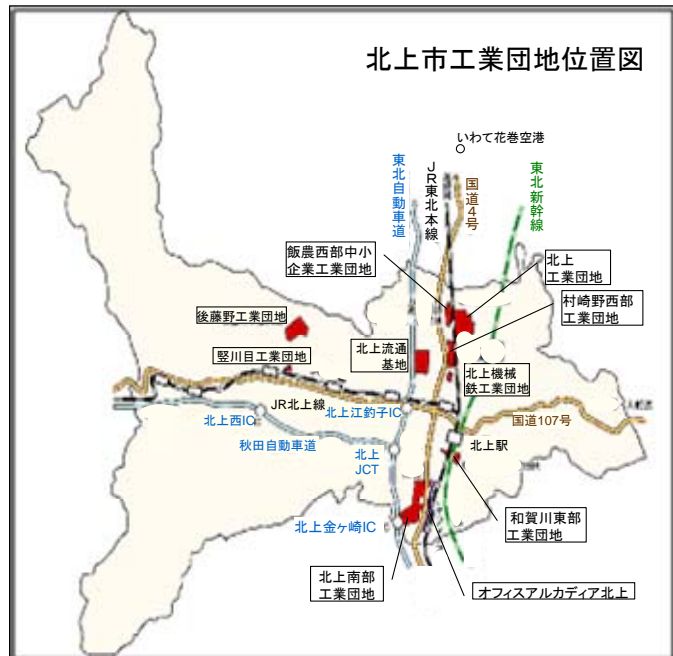 北上市工業団地位置図
いわて花巻空港
東北自動車道
JR東北本線
国道4号
東北新幹線
飯農西部中小
企業工業団地
北上
工業団地
村崎野西部
工業団地
後藤野工業団地
竪川目工業団地
北上流通
基地
北上機械
鉄工業団地
JR北上線
北上江釣子IC
北上西IC
国道107号
秋田自動車道
北上
JCT
北上駅
北上金ヶ崎IC
和賀川東部
工業団地
北上南部
工業団地
オフィスアルカディア北上